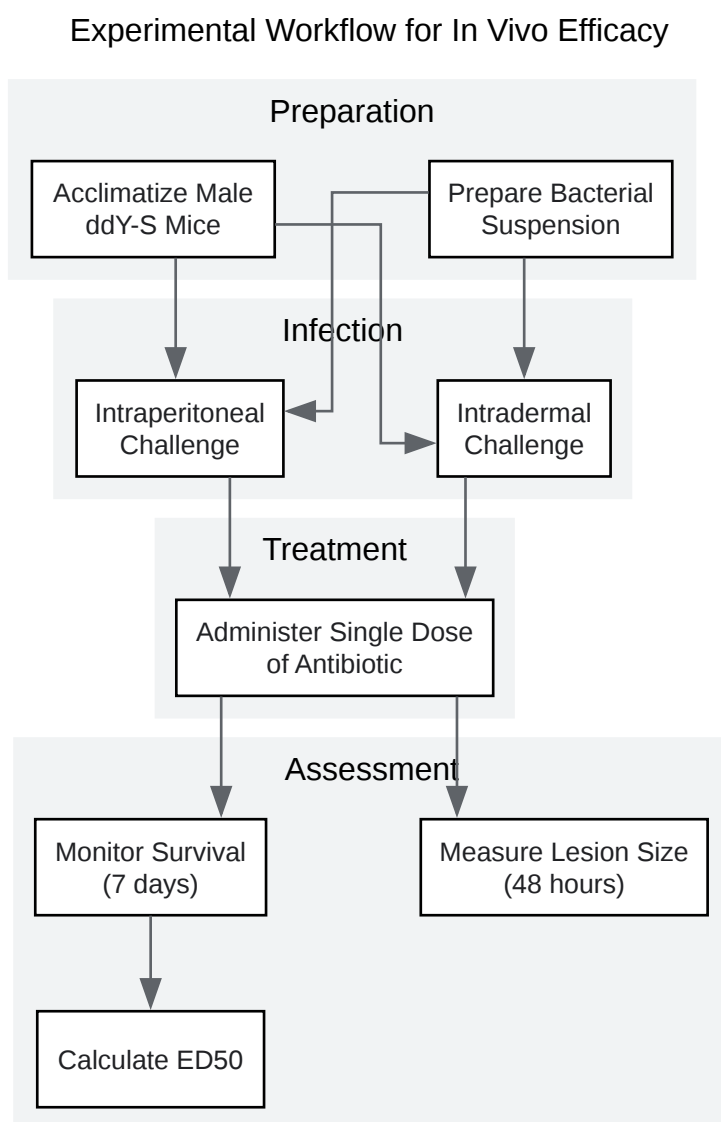 Experimental Workflow for In Vivo Efficacy
Preparation
Acclimatize Male
ddY-S Mice
Prepare Bacterial
Suspension
Infection
Intraperitoneal
Challenge
Intradermal
Challenge
Treatment
Administer Single Dose
of Antibiotic
Assessment
Monitor Survival
(7 days)
Measure Lesion Size
(48 hours)
Calculate ED50